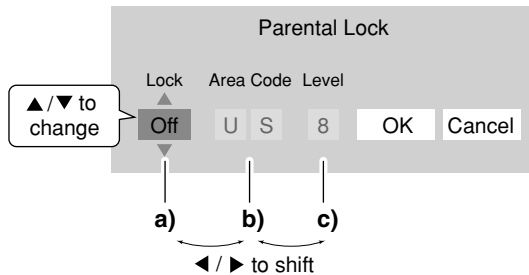 Parental Lock
Lock Area Code Level
▲/▼ to
change
Off U S 8 OK Cancel
a) b) c)
◀ / ▶ to shift